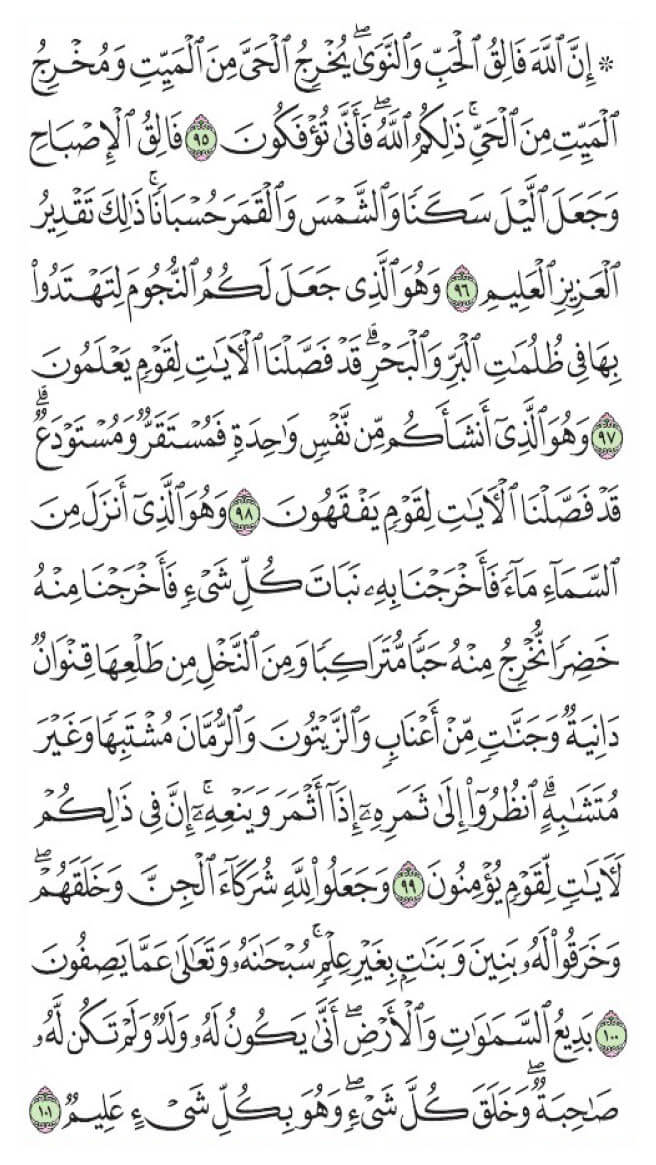 ۞ إِنَّ ٱللَّهَ فَالِقُ ٱلْحَبِّ وَٱلنَّوَىٰۖ يُخْرِجُ ٱلْحَىَّ مِنَ ٱلْمَيِّتِ وَمُخْرِجُ
ٱلْمَيِّتِ مِنَ ٱلْحَىِّۚ ذَٰلِكُمُ ٱللَّهُۖ فَأَنَّىٰ تُؤْفَكُونَ ٩٥ فَالِقُ ٱلْإِصْبَاحِ
وَجَعَلَ ٱلَّيْلَ سَكَنًا وَٱلشَّمْسَ وَٱلْقَمَرَ حُسْبَانًاۚ ذَٰلِكَ تَقْدِيرُ
ٱلْعَزِيزِ ٱلْعَلِيمِ ٩٦ وَهُوَ ٱلَّذِى جَعَلَ لَكُمُ ٱلنُّجُومَ لِتَهْتَدُوا۟
بِهَا فِى ظُلُمَٰتِ ٱلْبَرِّ وَٱلْبَحْرِۗ قَدْ فَصَّلْنَا ٱلْءَايَٰتِ لِقَوْمٍ يَعْلَمُونَ
٩٧ وَهُوَ ٱلَّذِىٓ أَنشَأَكُم مِّن نَّفْسٍ وَٰحِدَةٍ فَمُسْتَقَرٌّ وَمُسْتَوْدَعٌۗ
قَدْ فَصَّلْنَا ٱلْءَايَٰتِ لِقَوْمٍ يَفْقَهُونَ ٩٨ وَهُوَ ٱلَّذِىٓ أَنزَلَ مِنَ
ٱلسَّمَآءِ مَآءً فَأَخْرَجْنَا بِهِۦ نَبَاتَ كُلِّ شَىْءٍ فَأَخْرَجْنَا مِنْهُ
خَضِرًا نُّخْرِجُ مِنْهُ حَبًّا مُّتَرَاكِبًا وَمِنَ ٱلنَّخْلِ مِن طَلْعِهَا قِنْوَانٌ
دَانِيَةٌ وَجَنَّٰتٍ مِّنْ أَعْنَابٍ وَٱلزَّيْتُونَ وَٱلرُّمَّانَ مُشْتَبِهًا وَغَيْرَ
مُتَشَٰبِهٍۗ ٱنظُرُوٓا۟ إِلَىٰ ثَمَرِهِۦٓ إِذَآ أَثْمَرَ وَيَنْعِهِۦٓۚ إِنَّ فِى ذَٰلِكُمْ
لَءَايَٰتٍ لِّقَوْمٍ يُؤْمِنُونَ ٩٩ وَجَعَلُوا۟ لِلَّهِ شُرَكَآءَ ٱلْجِنَّ وَخَلَقَهُمْۖ
وَخَرَقُوا۟ لَهُۥ بَنِينَ وَبَنَٰتٍۭ بِغَيْرِ عِلْمٍۚ سُبْحَٰنَهُۥ وَتَعَٰلَىٰ عَمَّا يَصِفُونَ
١٠٠ بَدِيعُ ٱلسَّمَٰوَٰتِ وَٱلْأَرْضِۖ أَنَّىٰ يَكُونُ لَهُۥ وَلَدٌ وَلَمْ تَكُن لَّهُۥ
صَٰحِبَةٌۖ وَخَلَقَ كُلَّ شَىْءٍۖ وَهُوَ بِكُلِّ شَىْءٍ عَلِيمٌ ١٠١